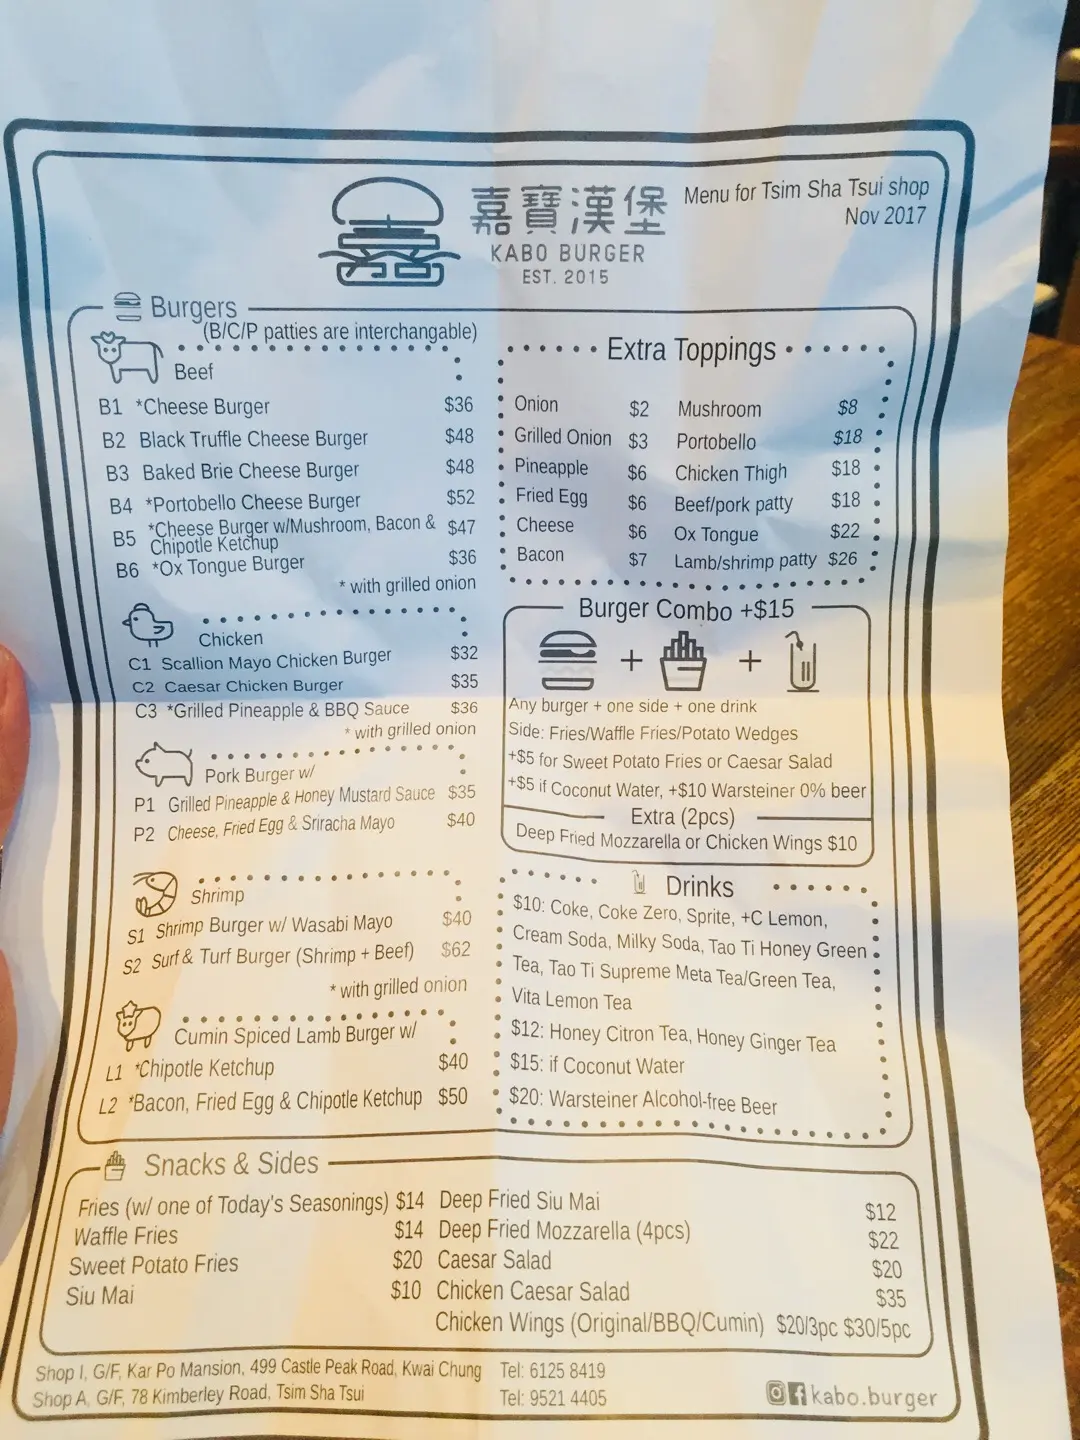 嘉寶漢堡
KABO BURGER
EST. 2015
Menu for Tsim Sha Tsui shop
Nov 2017
Burgers
(B/C/P patties are interchangable)
Beef
B1 *Cheese Burger $36
B2 Black Truffle Cheese Burger $48
B3 Baked Brie Cheese Burger $48
B4 *Portobello Cheese Burger $52
B5 *Cheese Burger w/Mushroom, Bacon & $47
Chipotle Ketchup
B6 *Ox Tongue Burger $36
* with grilled onion
Chicken
C1 Scallion Mayo Chicken Burger $32
C2 Caesar Chicken Burger $35
C3 *Grilled Pineapple & BBQ Sauce $36
* with grilled onion
Pork Burger w/
P1 Grilled Pineapple & Honey Mustard Sauce $35
P2 Cheese, Fried Egg & Sriracha Mayo $40
Shrimp
S1 Shrimp Burger w/ Wasabi Mayo $40
S2 Surf & Turf Burger (Shrimp + Beef) $62
* with grilled onion
Cumin Spiced Lamb Burger w/
L1 *Chipotle Ketchup $40
L2 *Bacon, Fried Egg & Chipotle Ketchup $50
Extra Toppings
Onion $2 Mushroom $8
Grilled Onion $3 Portobello $18
Pineapple $6 Chicken Thigh $18
Fried Egg $6 Beef/pork patty $18
Cheese $6 Ox Tongue $22
Bacon $7 Lamb/shrimp patty $26
Burger Combo +$15
+ +
Any burger + one side + one drink
Side: Fries/Waffle Fries/Potato Wedges
+$5 for Sweet Potato Fries or Caesar Salad
+$5 if Coconut Water, +$10 Warsteiner 0% beer
Extra (2pcs)
Deep Fried Mozzarella or Chicken Wings $10
Drinks
$10: Coke, Coke Zero, Sprite, +C Lemon,
Cream Soda, Milky Soda, Tao Ti Honey Green
Tea, Tao Ti Supreme Meta Tea/Green Tea,
Vita Lemon Tea
$12: Honey Citron Tea, Honey Ginger Tea
$15: if Coconut Water
$20: Warsteiner Alcohol-free Beer
Snacks & Sides
Fries (w/ one of Today's Seasonings) $14 Deep Fried Siu Mai $12
Waffle Fries $14 Deep Fried Mozzarella (4pcs) $22
Sweet Potato Fries $20 Caesar Salad $20
Siu Mai $10 Chicken Caesar Salad $35
Chicken Wings (Original/BBQ/Cumin) $20/3pc $30/5pc
Shop I, G/F, Kar Po Mansion, 499 Castle Peak Road, Kwai Chung Tel: 6125 8419
Shop A, G/F, 78 Kimberley Road, Tsim Sha Tsui Tel: 9521 4405
kabo.burger